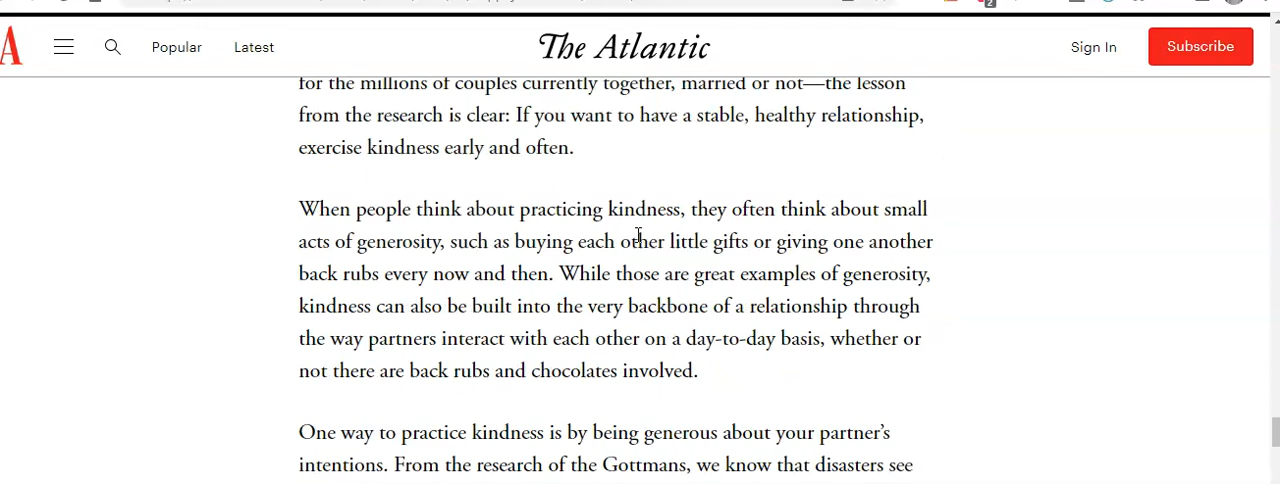 A
Popular
Latest
The Atlantic
Sign In
Subscribe
2
for the millions of couples currently together, married or not—the lesson
from the research is clear: If you want to have a stable, healthy relationship,
exercise kindness early and often.
When people think about practicing kindness, they often think about small
acts of generosity, such as buying each other little gifts or giving one another
back rubs every now and then. While those are great examples of generosity,
kindness can also be built into the very backbone of a relationship through
the way partners interact with each other on a day-to-day basis, whether or
not there are back rubs and chocolates involved.
One way to practice kindness is by being generous about your partner’s
intentions. From the research of the Gottmans, we know that disasters see